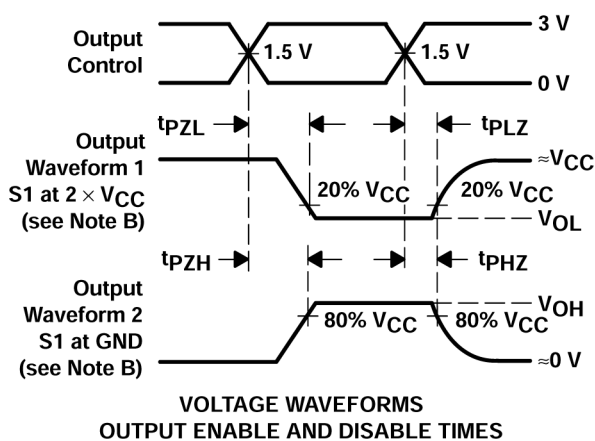 Output
Control
1.5 V
1.5 V
3 V
0 V
tPZL
tPLZ
Output
Waveform 1
S1 at 2 × VCC
(see Note B)
20% VCC
20% VCC
≈VCC
VOL
tPZH
tPHZ
Output
Waveform 2
S1 at GND
(see Note B)
80% VCC
80% VCC
VOH
≈0 V
VOLTAGE WAVEFORMS
OUTPUT ENABLE AND DISABLE TIMES